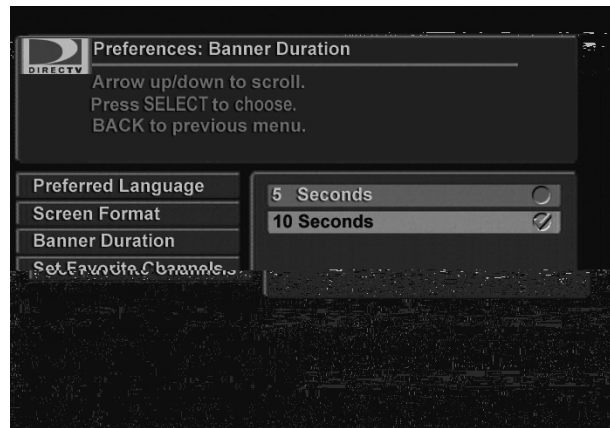 DIRECTV
Preferences: Banner Duration
Arrow up/down to scroll.
Press SELECT to choose.
BACK to previous menu.
Preferred Language
Screen Format
Banner Duration
Set Favorite Channels
5 Seconds
10 Seconds